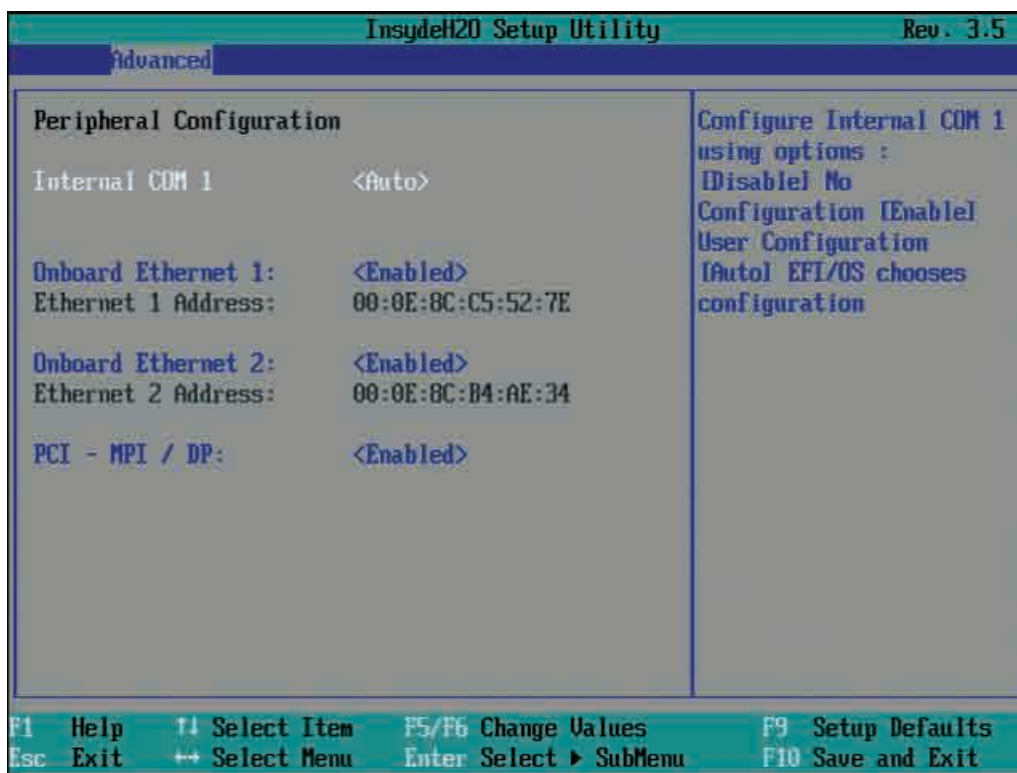 InsydeH2O Setup Utility Rev. 3.5
Advanced
Peripheral Configuration
Internal COM 1 <Auto>
Onboard Ethernet 1: <Enabled>
Ethernet 1 Address: 00:0E:8C:C5:52:7E
Onboard Ethernet 2: <Enabled>
Ethernet 2 Address: 00:0E:8C:B4:AE:34
PCI - MPI / DP: <Enabled>
Configure Internal COM 1
using options :
[Disable] No
Configuration [Enable]
User Configuration
[Auto] EFI/OS chooses
configuration
F1 Help ↑↓ Select Item F5/F6 Change Values F9 Setup Defaults
Esc Exit ←→ Select Menu Enter Select ▶ SubMenu F10 Save and Exit